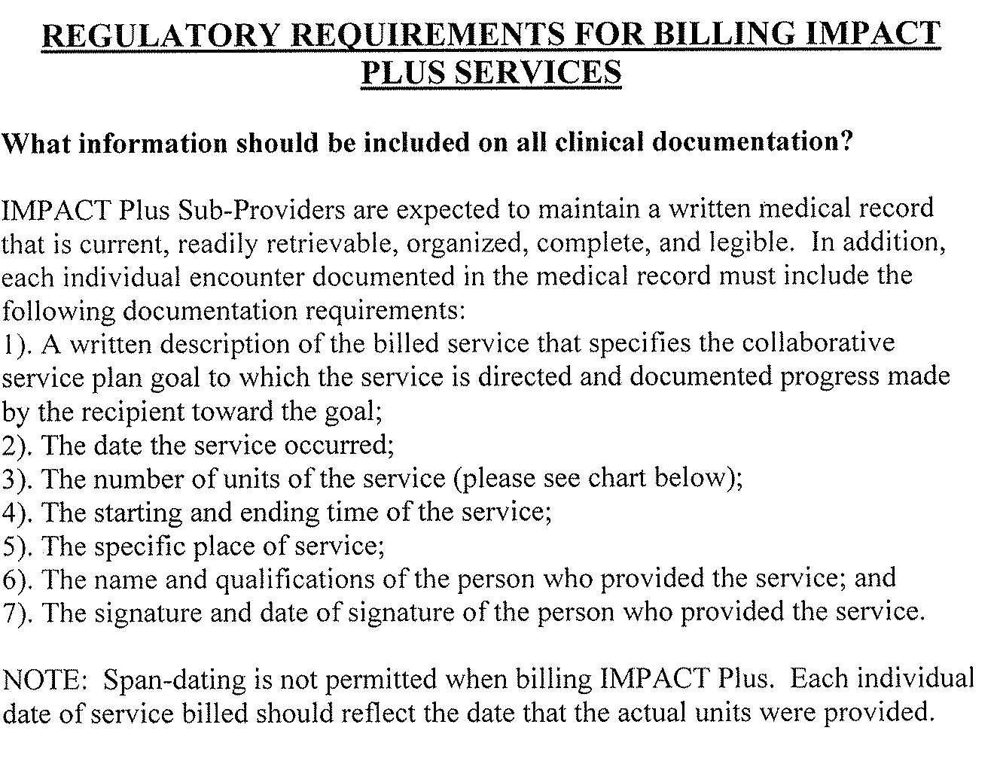 REGULATORY REQUIREMENTS FOR BILLING IMPACT
PLUS SERVICES
What information should be included on all clinical documentation?
IMPACT Plus Sub-Providers are expected to maintain a written medical record
that is current, readily retrievable, organized, complete, and legible.  In addition,
each individual encounter documented in the medical record must include the
following documentation requirements:
1). A written description of the billed service that specifies the collaborative
service plan goal to which the service is directed and documented progress made
by the recipient toward the goal;
2). The date the service occurred;
3). The number of units of the service (please see chart below);
4). The starting and ending time of the service;
5). The specific place of service;
6). The name and qualifications of the person who provided the service; and
7). The signature and date of signature of the person who provided the service.
NOTE:  Span-dating is not permitted when billing IMPACT Plus.  Each individual
date of service billed should reflect the date that the actual units were provided.